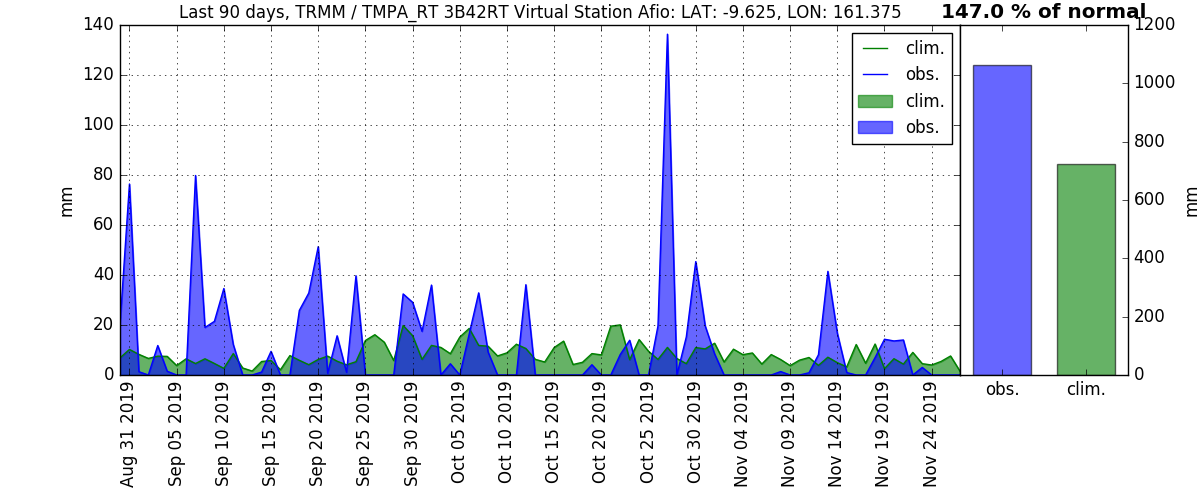 Last 90 days, TRMM / TMPA_RT 3B42RT Virtual Station Afio: LAT: -9.625, LON: 161.375
147.0 % of normal
140
120
100
80
60
40
20
0
mm
clim.
obs.
clim.
obs.
1200
1000
800
600
400
200
0
mm
Aug 31 2019
Sep 05 2019
Sep 10 2019
Sep 15 2019
Sep 20 2019
Sep 25 2019
Sep 30 2019
Oct 05 2019
Oct 10 2019
Oct 15 2019
Oct 20 2019
Oct 25 2019
Oct 30 2019
Nov 04 2019
Nov 09 2019
Nov 14 2019
Nov 19 2019
Nov 24 2019
obs.
clim.